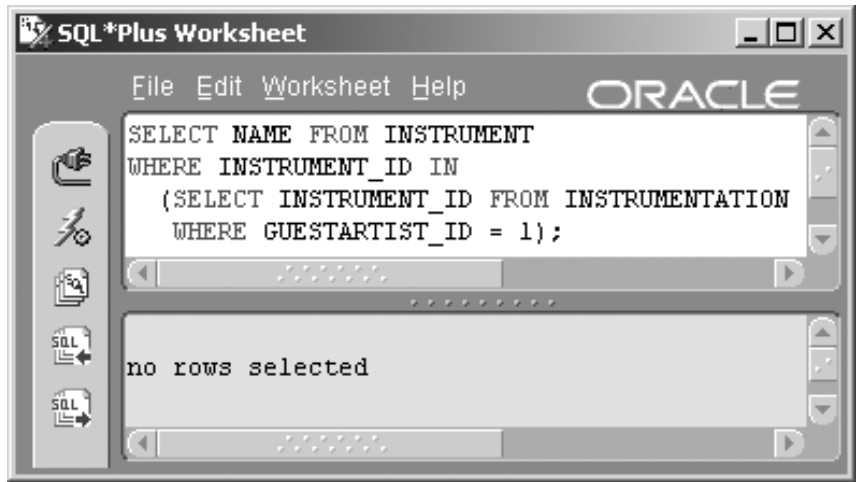 SQL*Plus Worksheet
File Edit Worksheet Help
ORACLE
SELECT NAME FROM INSTRUMENT
WHERE INSTRUMENT_ID IN
(SELECT INSTRUMENT_ID FROM INSTRUMENTATION
WHERE GUESTARTIST_ID = 1);
SQL
SQL
no rows selected